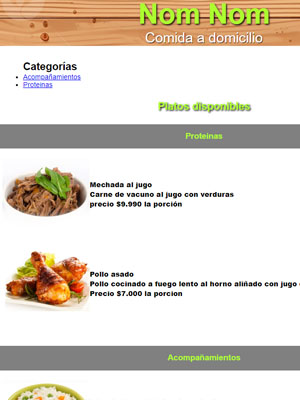 Nom Nom
Comida a domicilio
Categorías
Acompañamientos
Proteinas
Platos disponibles
Proteinas
Mechada al jugo
Carne de vacuno al jugo con verduras
precio $9.990 la porción
Pollo asado
Pollo cocinado a fuego lento al horno aliñado con jugo
Precio $7.000 la porcion
Acompañamientos